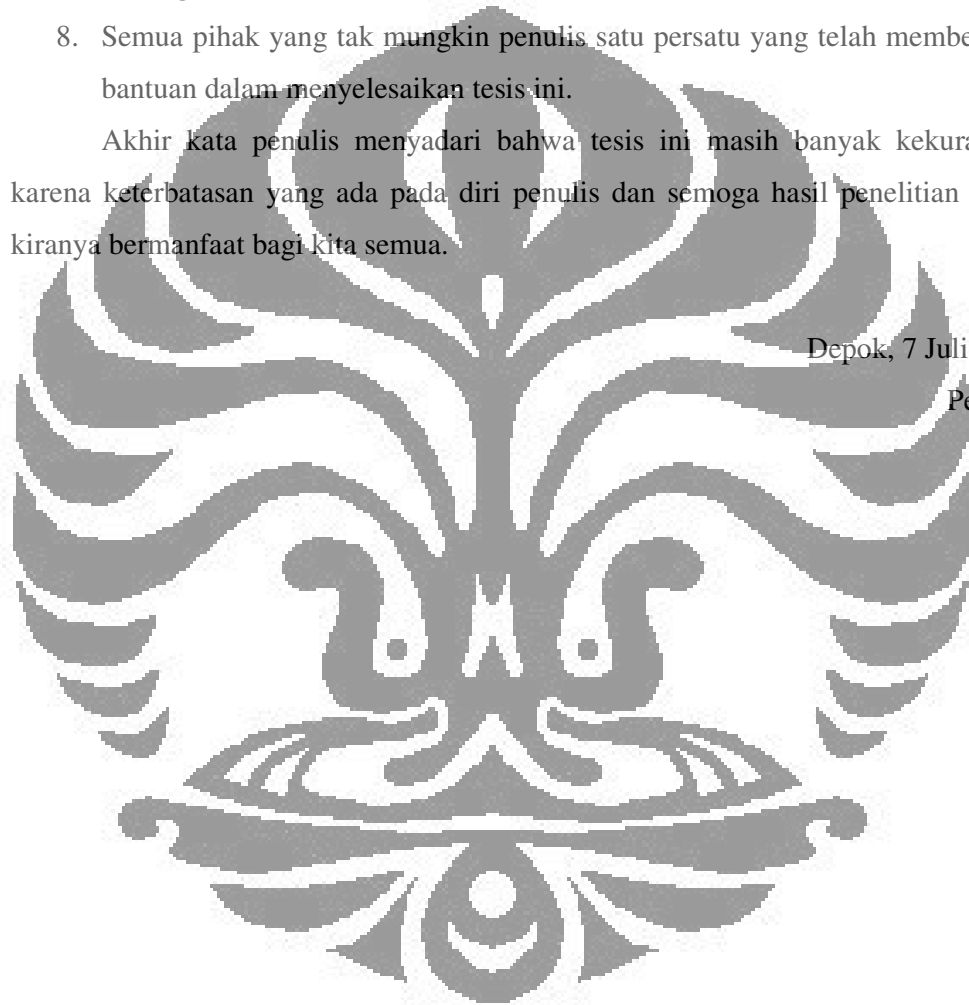 8. Semua pihak yang tak mungkin penulis satu persatu yang telah membe
bantuan dalam menyelesaikan tesis ini.
Akhir kata penulis menyadari bahwa tesis ini masih banyak kekura
karena keterbatasan yang ada pada diri penulis dan semoga hasil penelitian
kiranya bermanfaat bagi kita semua.
Depok, 7 Juli
Pe